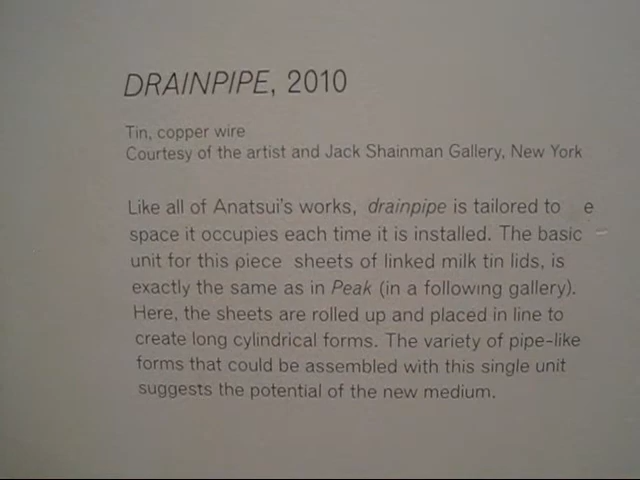 DRAINPIPE, 2010
Tin, copper wire
Courtesy of the artist and Jack Shainman Gallery, New York
Like all of Anatsui's works, drainpipe is tailored to e
space it occupies each time it is installed. The basic
unit for this piece sheets of linked milk tin lids, is
exactly the same as in Peak (in a following gallery).
Here, the sheets are rolled up and placed in line to
create long cylindrical forms. The variety of pipe-like
forms that could be assembled with this single unit
suggests the potential of the new medium.